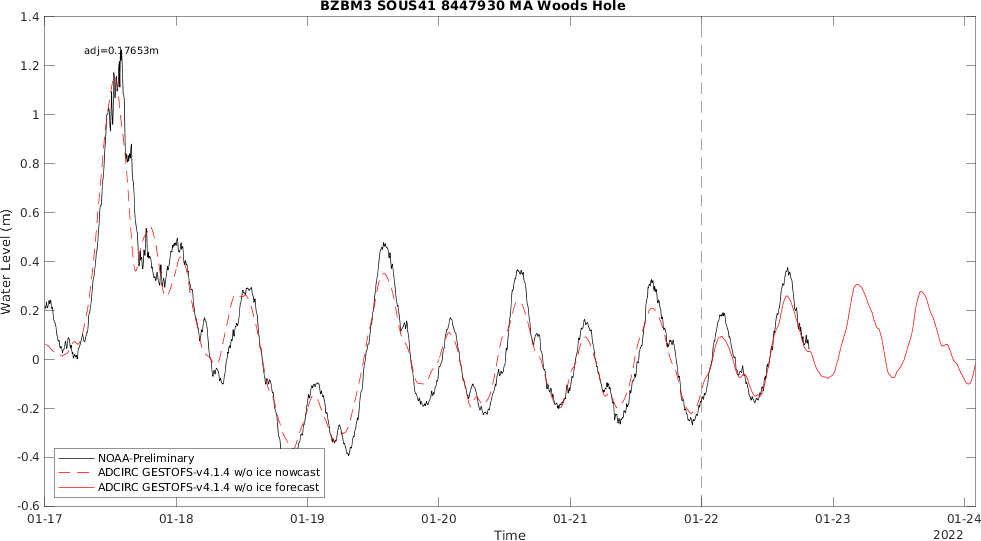 BZBM3 SOUS41 8447930 MA Woods Hole
1.4
adj=0.17653m
1.2
1
0.8
0.6
0.4
0.2
0
-0.2
-0.4
-0.6
Water Level (m)
NOAA-Preliminary
ADCIRC GESTOFS-v4.1.4 w/o ice nowcast
ADCIRC GESTOFS-v4.1.4 w/o ice forecast
01-17 01-18 01-19 01-20 01-21 01-22 01-23 01-24
Time
2022